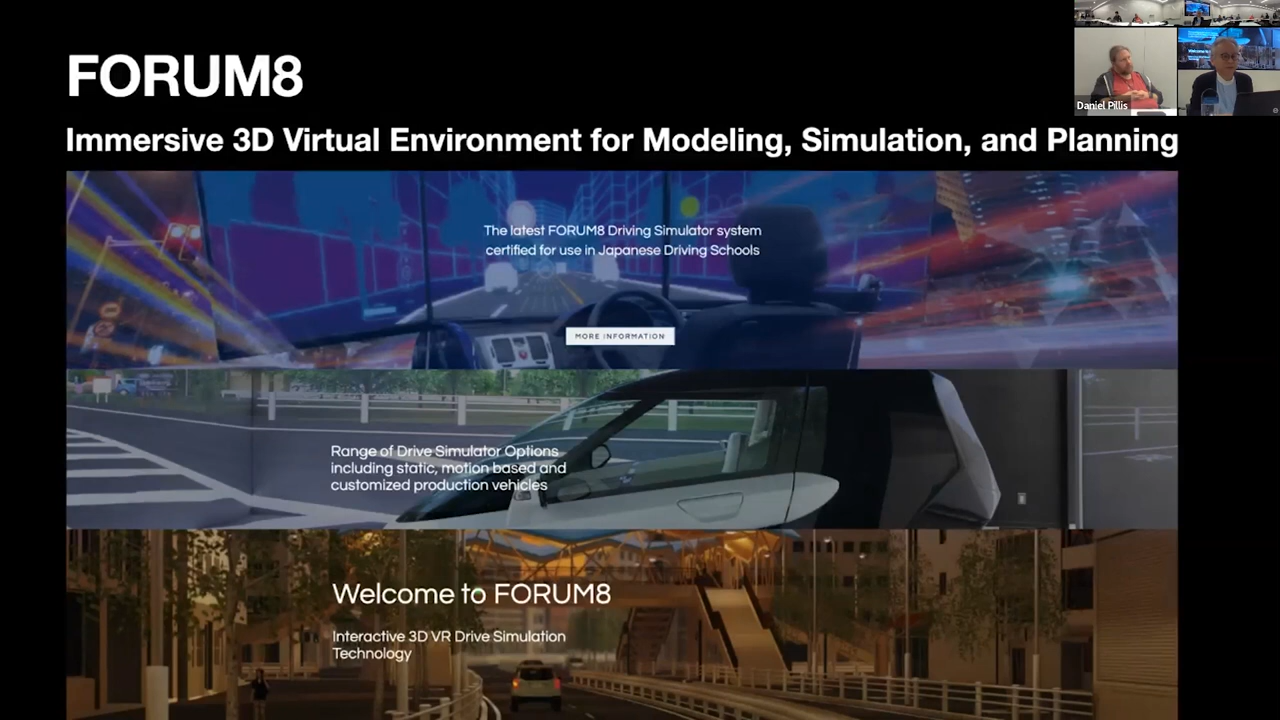 FORUM8
Immersive 3D Virtual Environment for Modeling, Simulation, and Planning
Daniel Pillis
The latest FORUM8 Driving Simulator system
certified for use in Japanese Driving Schools
MORE INFORMATION
Range of Drive Simulator Options
including static, motion based and
customized production vehicles
Welcome to FORUM8
Interactive 3D VR Drive Simulation
Technology